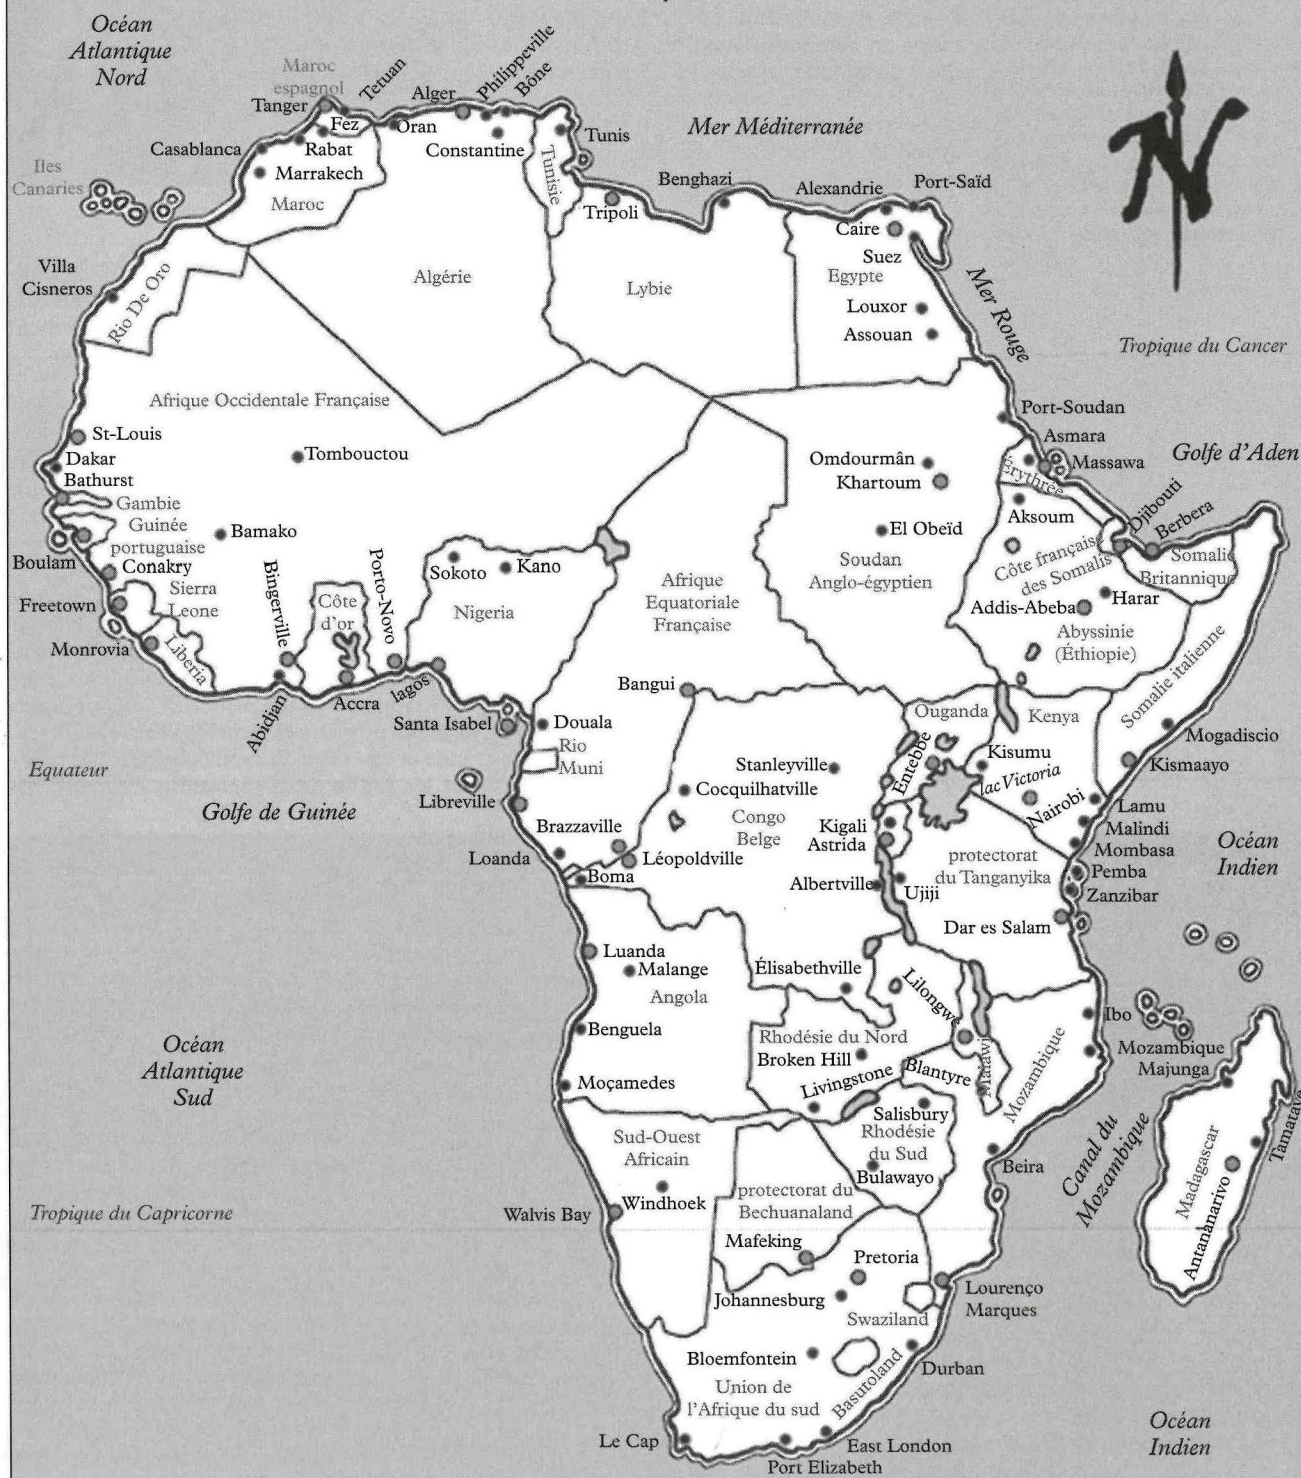 Océan
Atlantique
Nord
Maroc
espagnol
Tanger
Tetuan
Alger
Philippeville
Bône
Fez
Oran
Casablanca
Rabat
Constantine
Tunis
Mer Méditerranée
N
Iles
Canaries
Marrakech
Maroc
Tunisie
Tripoli
Benghazi
Alexandrie
Port-Saïd
Caire
Suez
Villa
Cisneros
Rio De Oro
Algérie
Lybie
Egypte
Louxor
Assouan
Mer Rouge
Tropique du Cancer
Afrique Occidentale Française
St-Louis
Dakar
Bathurst
Gambie
Guinée
portuguaise
Tombouctou
Bamako
Boulam
Conakry
Sierra
Leone
Freetown
Monrovia
Liberia
Bingerville
Abidjan
Côte
d'or
Accra
Porto-Novo
lagos
Sokoto
Kano
Nigeria
Afrique
Equatoriale
Française
Omdourmân
Khartoum
El Obeïd
Soudan
Anglo-égyptien
Port-Soudan
Asmara
Massawa
Golfe d'Aden
Érythrée
Aksoum
Djibouti
Berbera
Côte français
des Somalis
Somalie
Britannique
Addis-Abeba
Harar
Abyssinie
(Éthiopie)
Somalie italienne
Bangui
Santa Isabel
Douala
Rio
Muni
Ouganda
Kenya
Mogadiscio
Kismaayo
Equateur
Golfe de Guinée
Libreville
Stanleyville
Cocquilhatville
Congo
Belge
Entebbe
Kisumu
lac Victoria
Nairobi
Lamu
Malindi
Mombasa
Pemba
Zanzibar
Océan
Indien
Brazzaville
Léopoldville
Loanda
Boma
Kigali
Astrida
Albertville
Ujiji
protectorat
du Tanganyika
Dar es Salam
Luanda
Malange
Angola
Élisabethville
Lilongwe
Benguela
Rhodésie du Nord
Broken Hill
Livingstone
Blantyre
Malawi
Mozambique
Ibo
Mozambique
Majunga
Océan
Atlantique
Sud
Moçamedes
Salisbury
Rhodésie
du Sud
Bulawayo
Beira
Canal du
Mozambique
Madagascar
Antananarivo
Tamatave
Sud-Ouest
Africain
Windhoek
Walvis Bay
protectorat du
Bechuanaland
Tropique du Capricorne
Mafeking
Pretoria
Johannesburg
Lourenço
Marques
Swaziland
Bloemfontein
Basutoland
Durban
Union de
l'Afrique du sud
Le Cap
East London
Port Elizabeth
Océan
Indien